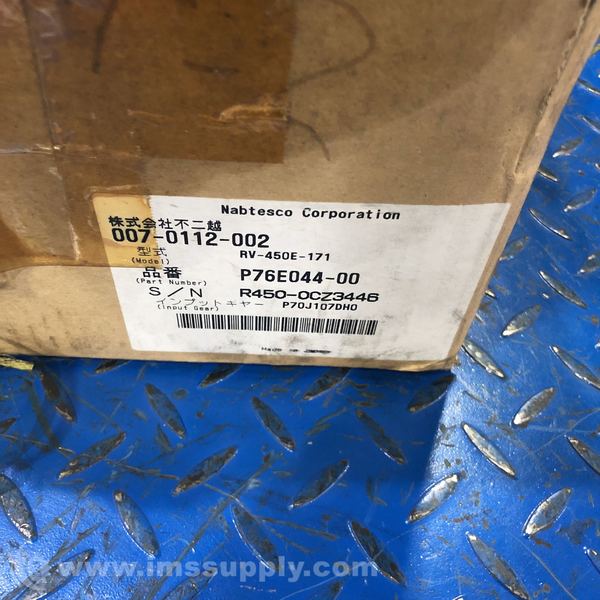 Nabtesco Corporation
株式会社不二越
007-0112-002
型式 RV-450E-171
(Model)
品番 P76E044-00
(Part Number)
S/N R450-0CZ3446
インプットギヤー P70J107DH0
(Input Gear)
Made in
© www.imssupply.com